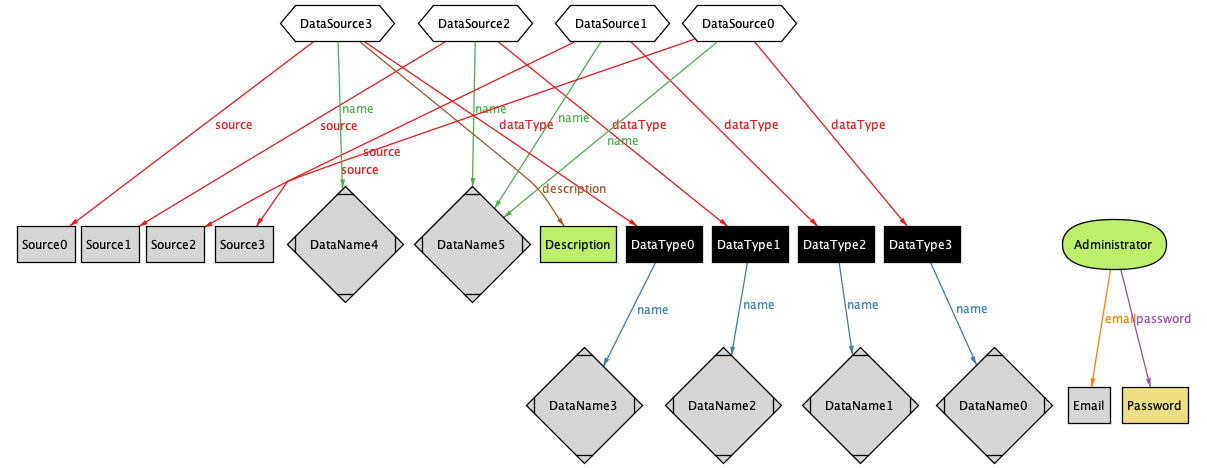 DataSource3
DataSource2
DataSource1
DataSource0
name
name
name
source
source
dataType
dataType
dataType
dataType
name
source
source
description
Source0
Source1
Source2
Source3
DataName4
DataName5
Description
DataType0
DataType1
DataType2
DataType3
Administrator
name
name
name
name
email
password
DataName3
DataName2
DataName1
DataName0
Email
Password